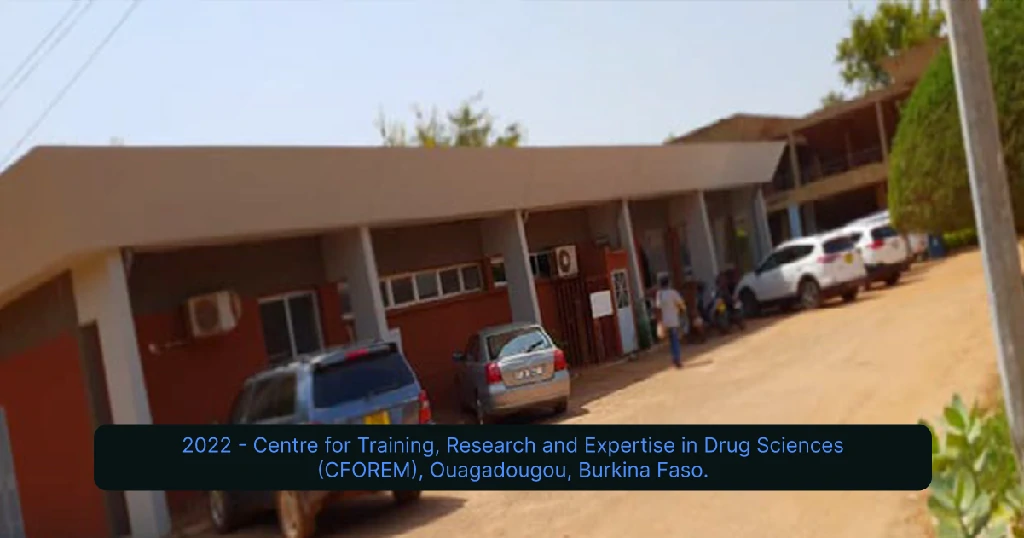 2022 - Centre for Training, Research and Expertise in Drug Sciences
(CFOREM), Ouagadougou, Burkina Faso.